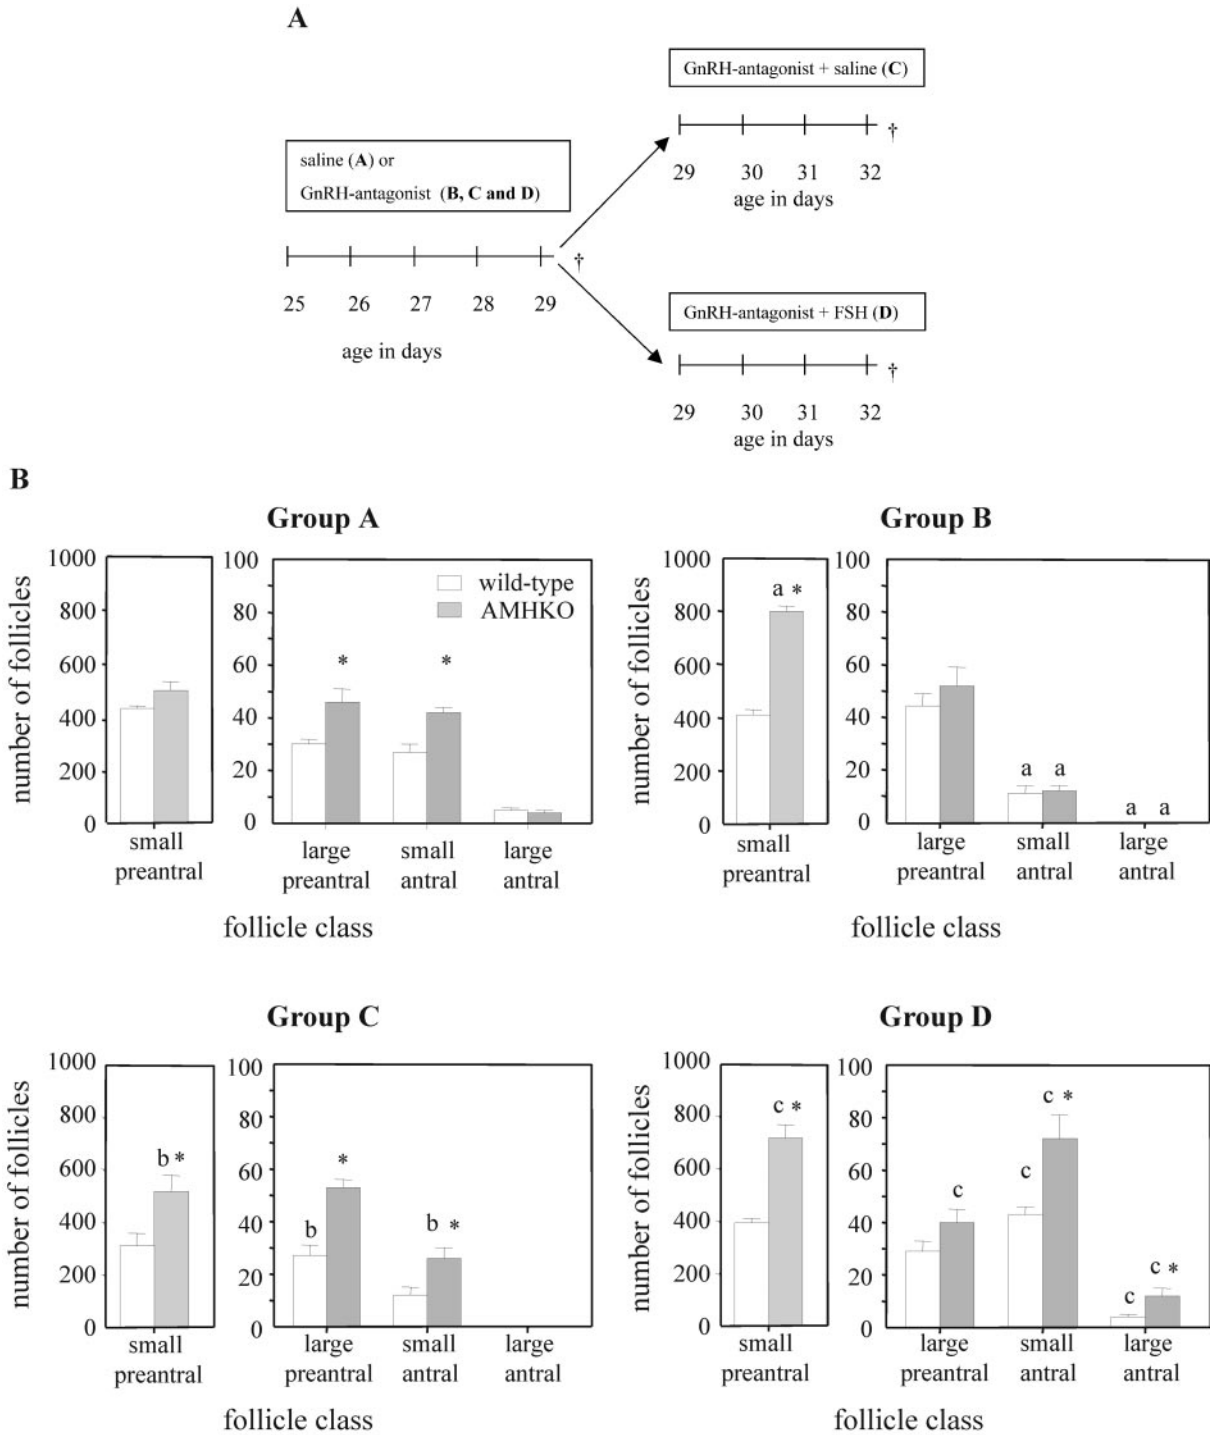 A
saline (A) or
GnRH-antagonist (B, C and D)
25 26 27 28 29
†
age in days
GnRH-antagonist + saline (C)
†
29 30 31 32
age in days
GnRH-antagonist + FSH (D)
†
29 30 31 32
age in days
B
Group A
number of follicles
1000
800
600
400
200
0
small
preantral
100
80
60
40
20
0
wild-type
AMHKO
* *
large small large
preantral antral antral
follicle class
Group B
number of follicles
1000
800
600
400
200
0
a *
small
preantral
100
80
60
40
20
0
a a
a a
large small large
preantral antral antral
follicle class
Group C
number of follicles
1000
800
600
400
200
0
b *
small
preantral
100
80
60
40
20
0
*
b b *
large small large
preantral antral antral
follicle class
Group D
number of follicles
1000
800
600
400
200
0
c *
small
preantral
100
80
60
40
20
0
c *
c c
c c *
large small large
preantral antral antral
follicle class